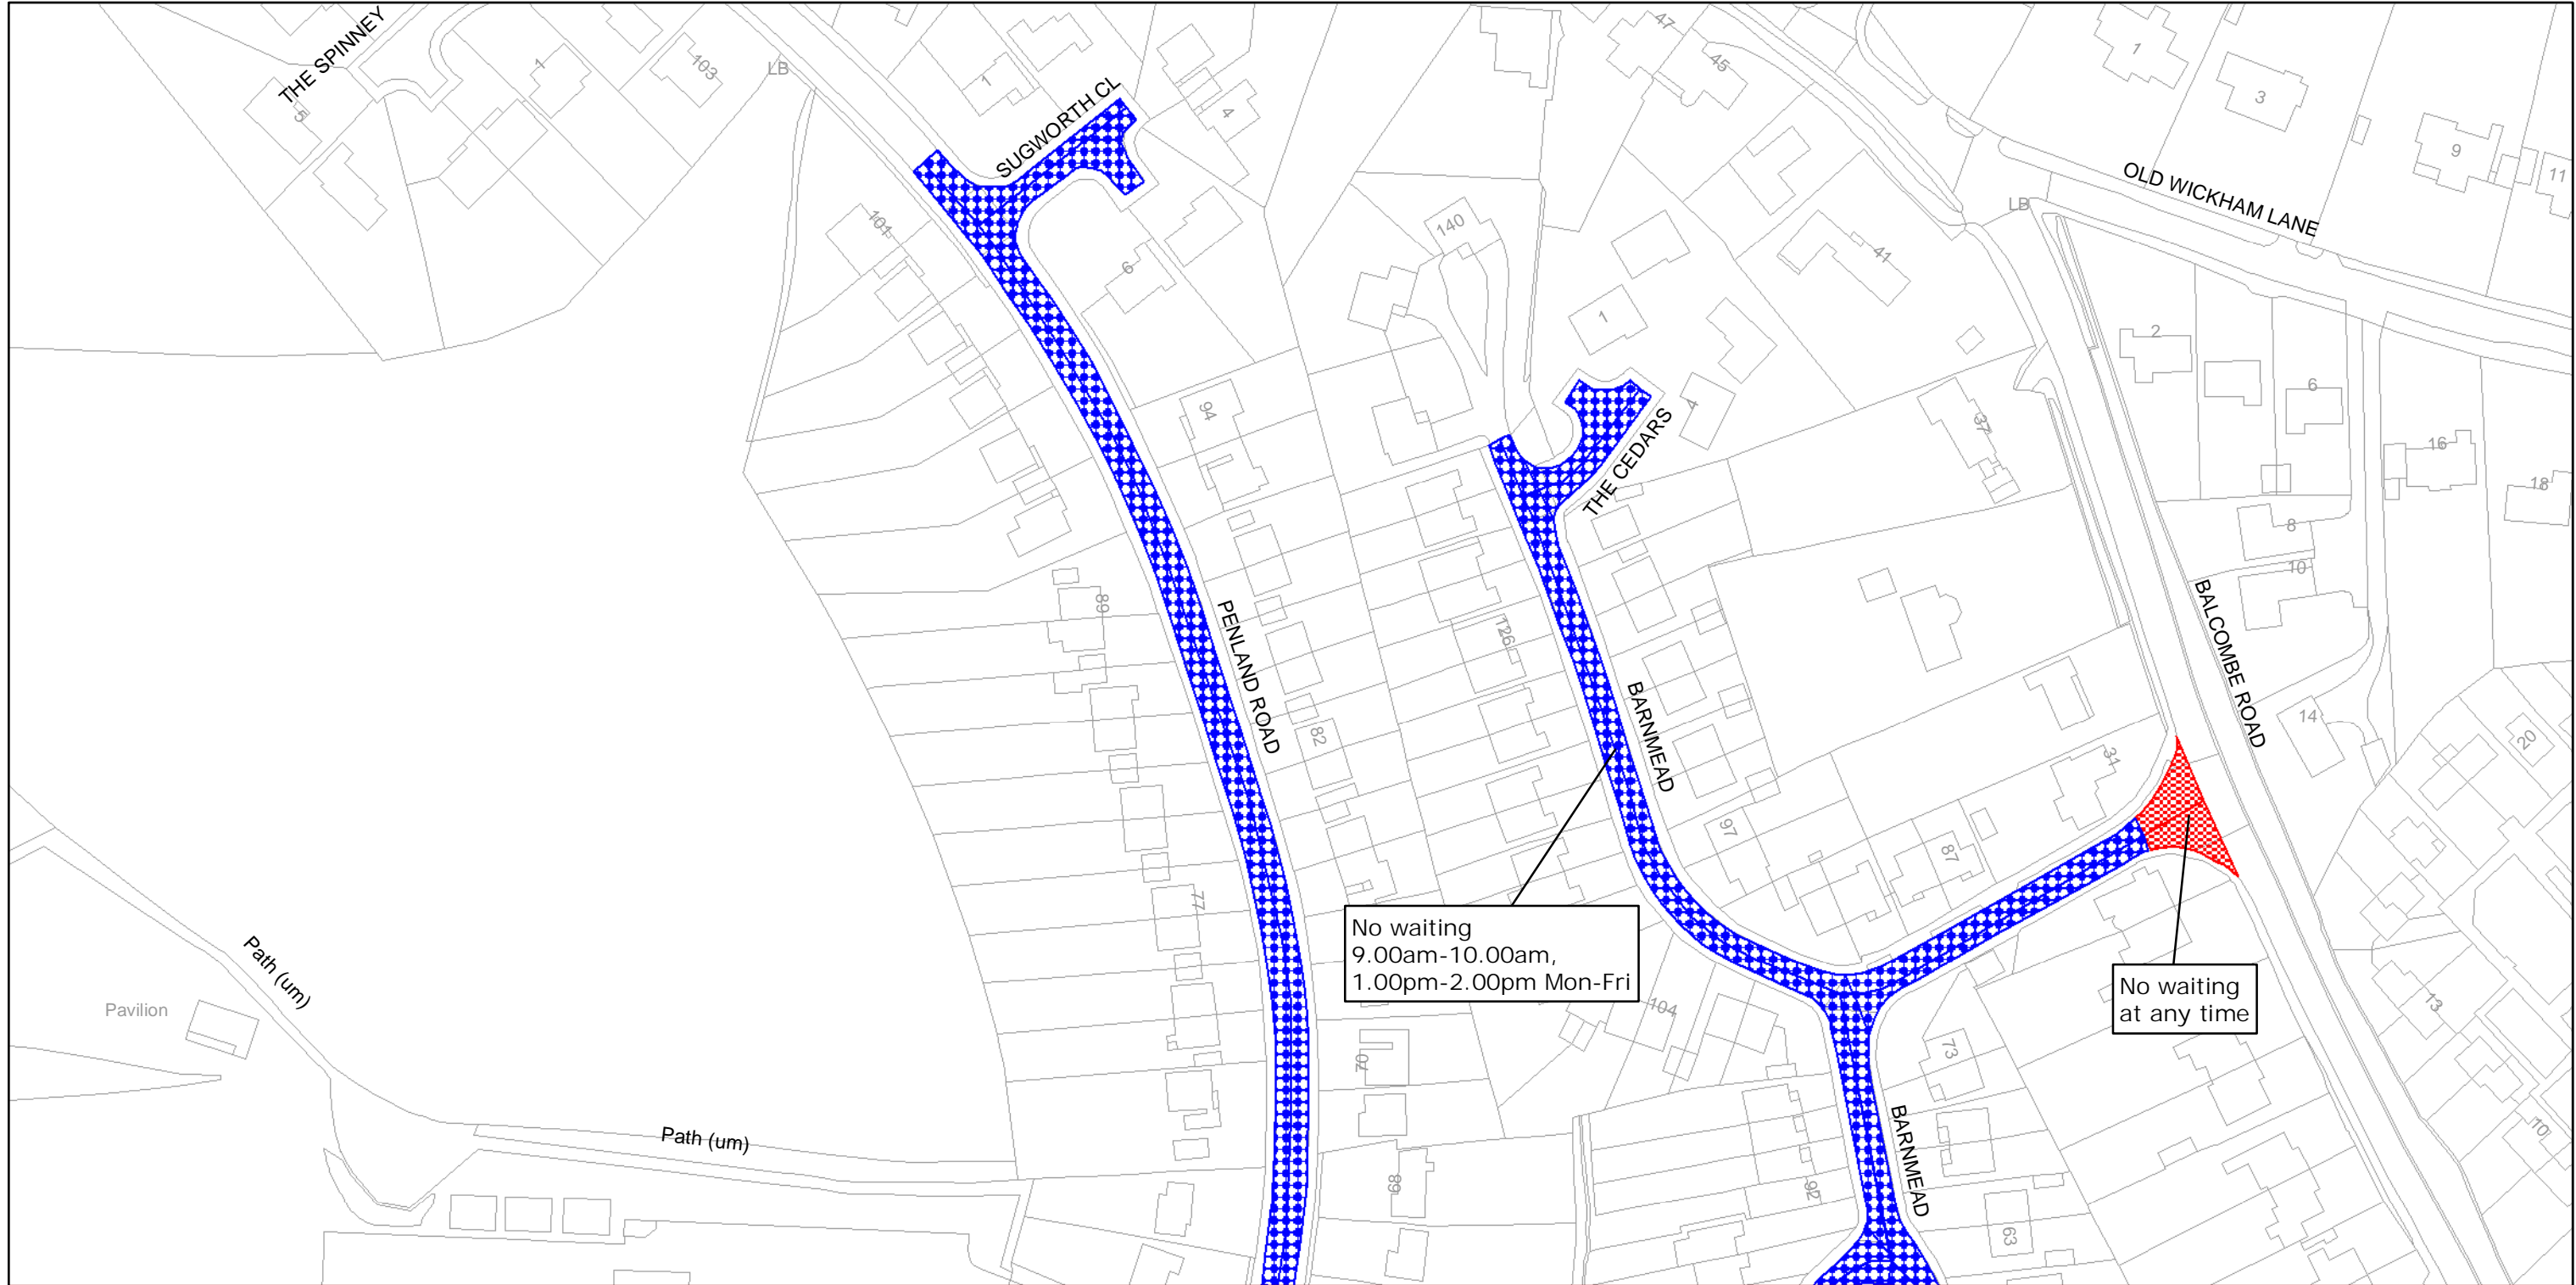 THE SPINNEY
5
1
103
LB
1
SUGWORTH CL
4
47
45
1
3
9
11
OLD WICKHAM LANE
LB
101
6
140
41
1
2
6
94
4
THE CEDARS
37
16
18
8
10
89
PENLAND ROAD
126
BALCOMBE ROAD
BARNMEAD
82
14
20
31
97
87
77
No waiting
9.00am-10.00am,
1.00pm-2.00pm Mon-Fri
Path (um)
Pavilion
104
No waiting
at any time
13
70
73
Path (um)
BARNMEAD
10
68
92
63